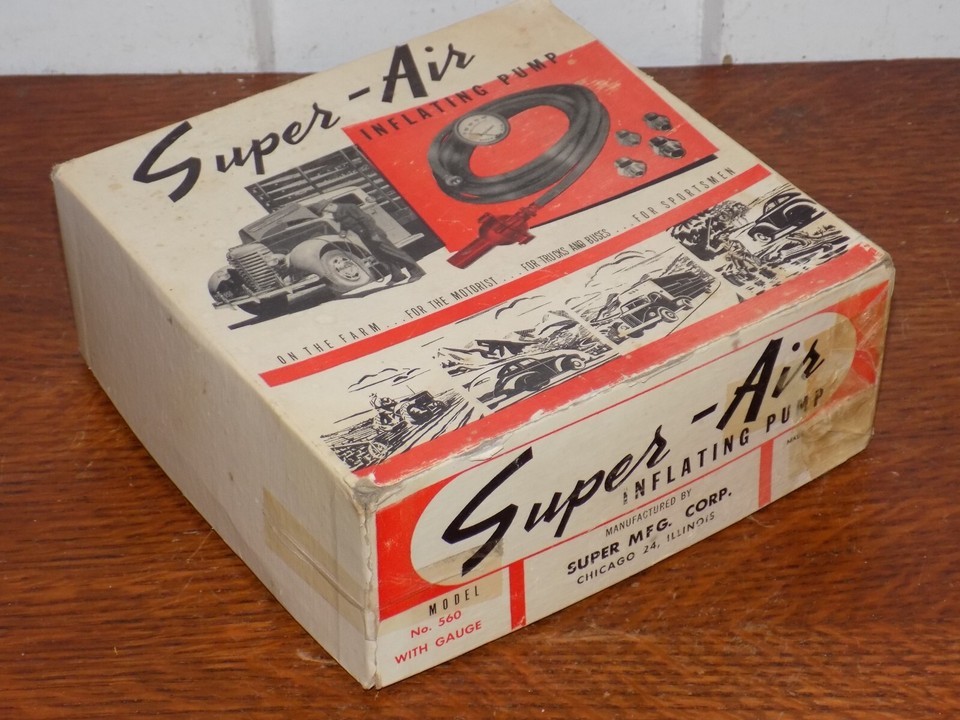 Super-Air
INFLATING PUMP
ON THE FARM...FOR THE MOTORIST...FOR TRUCKS AND BUSES...FOR SPORTSMEN
Super-Air
INFLATING PUMP
MANUFACTURED BY
SUPER MFG. CORP.
CHICAGO 24, ILLINOIS
MODEL
No. 560
WITH GAUGE